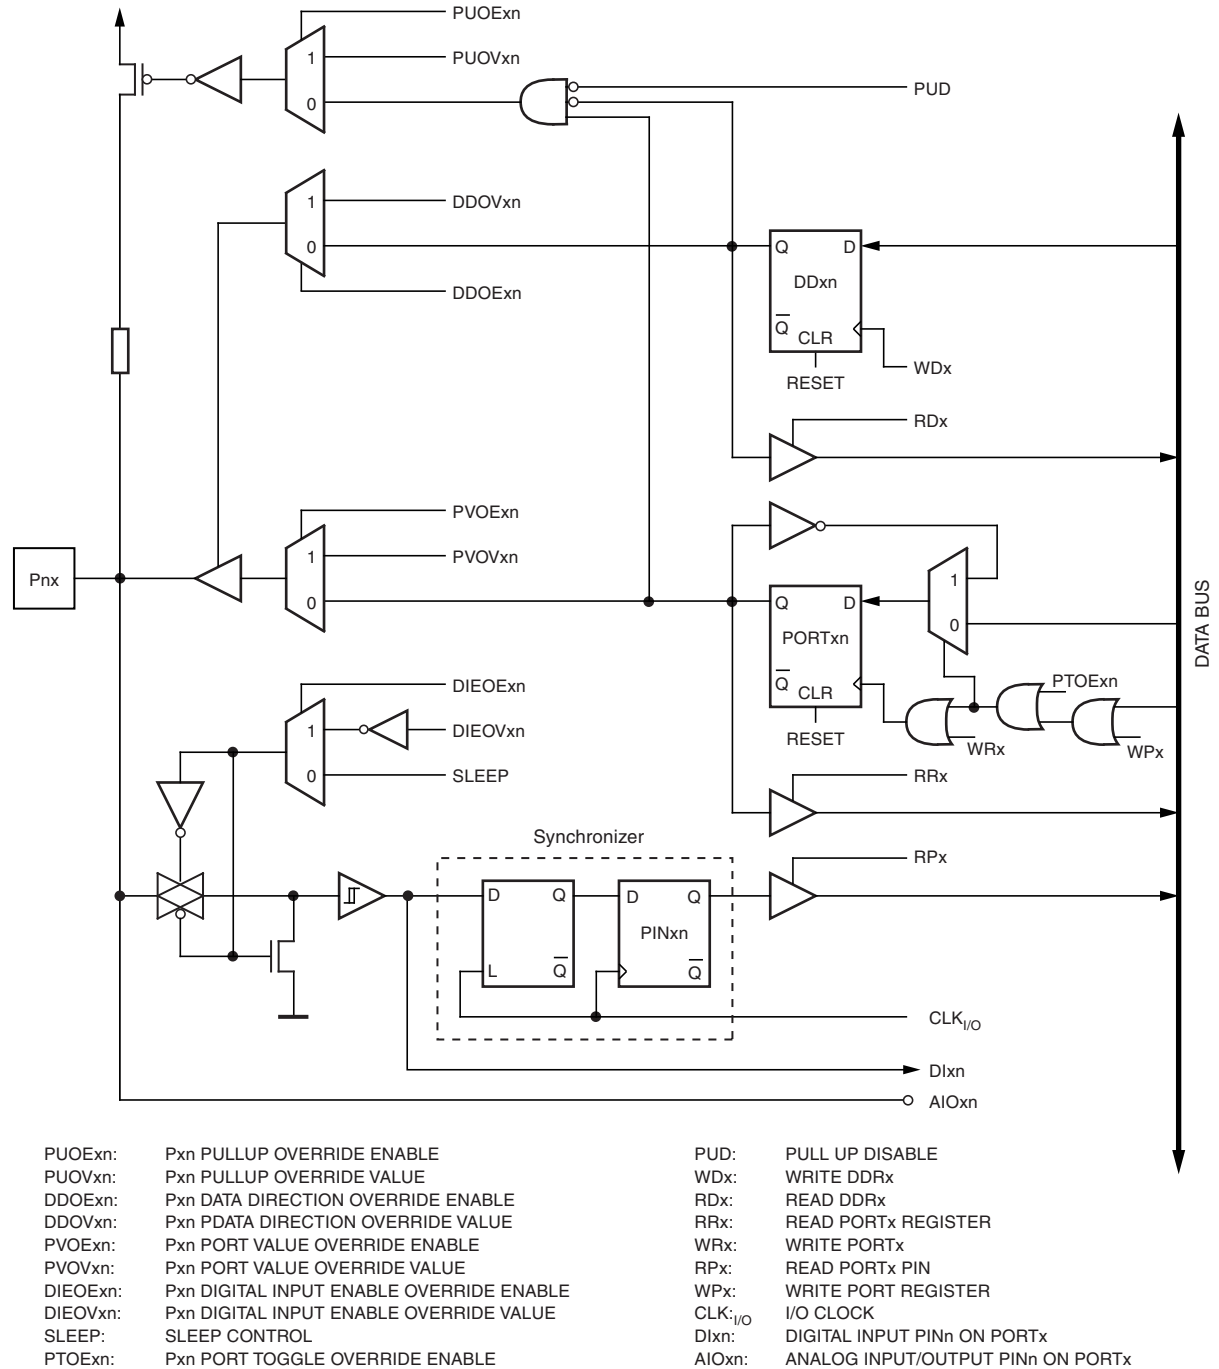 PUOExn
1
PUOVxn
0
PUD
1
DDOVxn
0
Q D
DDxn
DDOExn
Q
CLR
WDx
RESET
RDx
PVOExn
1
PVOVxn
Pnx
1
0
Q D
0
PORTxn
DATA BUS
DIEOExn
PTOExn
Q
CLR
1
DIEOVxn
RESET
WRx
WPx
0
SLEEP
RRx
Synchronizer
RPx
D Q
D Q
PINxn
L Q
Q
CLKI/O
DIxn
AIOxn
PUOExn: Pxn PULLUP OVERRIDE ENABLE
PUOVxn: Pxn PULLUP OVERRIDE VALUE
DDOExn: Pxn DATA DIRECTION OVERRIDE ENABLE
DDOVxn: Pxn PDATA DIRECTION OVERRIDE VALUE
PVOExn: Pxn PORT VALUE OVERRIDE ENABLE
PVOVxn: Pxn PORT VALUE OVERRIDE VALUE
DIEOExn: Pxn DIGITAL INPUT ENABLE OVERRIDE ENABLE
DIEOVxn: Pxn DIGITAL INPUT ENABLE OVERRIDE VALUE
SLEEP: SLEEP CONTROL
PTOExn: Pxn PORT TOGGLE OVERRIDE ENABLE
PUD: PULL UP DISABLE
WDx: WRITE DDRx
RDx: READ DDRx
RRx: READ PORTx REGISTER
WRx: WRITE PORTx
RPx: READ PORTx PIN
WPx: WRITE PORT REGISTER
CLK:I/O I/O CLOCK
DIxn: DIGITAL INPUT PINn ON PORTx
AIOxn: ANALOG INPUT/OUTPUT PINn ON PORTx